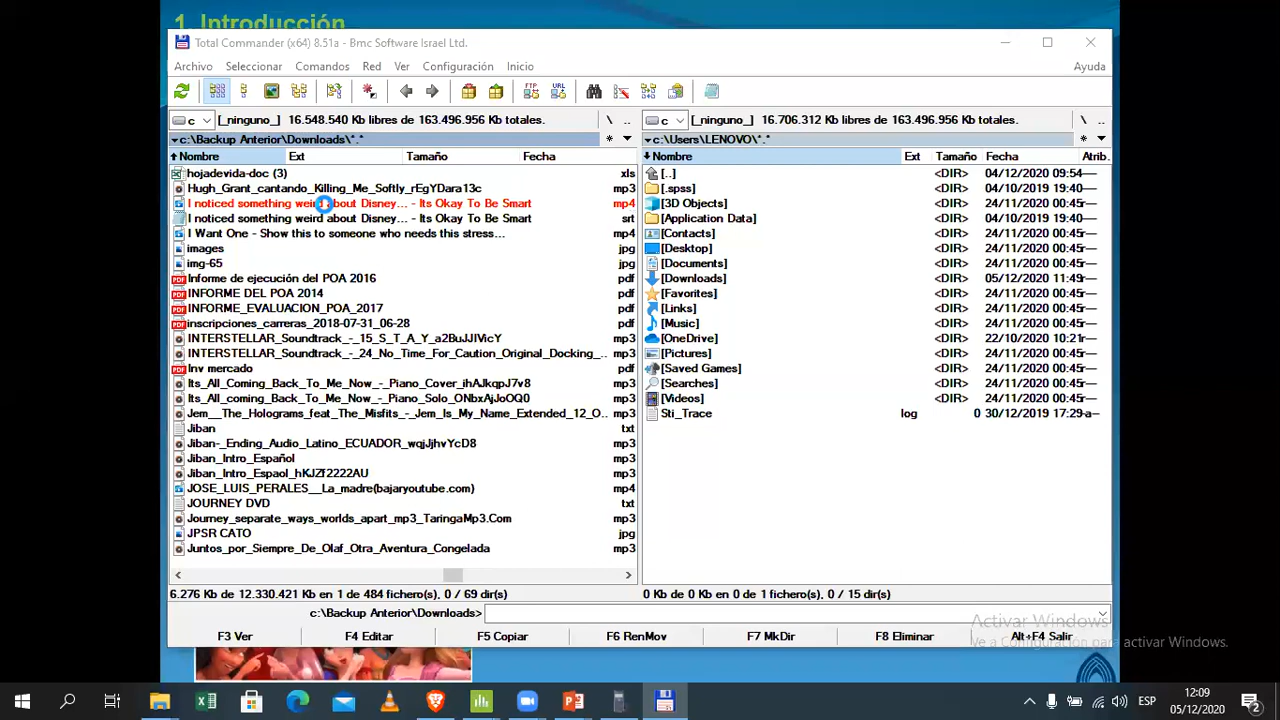 1. Introducción
Total Commander (x64) 8.51a - Bmc Software Israel Ltd.
Archivo Seleccionar Comandos Red Ver Configuración Inicio Ayuda
FTP URL
c [_ninguno_] 16.548.540 Kb libres de 163.496.956 Kb totales. \ ..
c [_ninguno_] 16.706.312 Kb libres de 163.496.956 Kb totales. \ ..
c:\Backup Anterior\Downloads\*.* *
c:\Users\LENOVO\*.* *
Nombre Ext Tamaño Fecha
hojadevida-doc (3) xls
Hugh_Grant_cantando_Killing_Me_Softly_rEgYDara13c mp3
I noticed something weird about Disney... - Its Okay To Be Smart mp4
I noticed something weird about Disney... - Its Okay To Be Smart srt
I Want One - Show this to someone who needs this stress... mp4
images jpg
img-65 jpg
Informe de ejecución del POA 2016 pdf
INFORME DEL POA 2014 pdf
INFORME_EVALUACION_POA_2017 pdf
inscripciones_carreras_2018-07-31_06-28 pdf
INTERSTELLAR_Soundtrack_-_15_S_T_A_Y_a2BuJJIVicY mp3
INTERSTELLAR_Soundtrack_-_24_No_Time_For_Caution_Original_Docking_... mp3
Inv mercado pdf
Its_All_Coming_Back_To_Me_Now_-_Piano_Cover_ihAJkqpJ7v8 mp3
Its_All_coming_Back_To_Me_Now_-_Piano_Solo_ONbxAjJoOQ0 mp3
Jem__The_Holograms_feat_The_Misfits_-_Jem_Is_My_Name_Extended_12_O... mp3
Jiban txt
Jiban-_Ending_Audio_Latino_ECUADOR_wqjJjhvYcD8 mp3
Jiban_Intro_Español mp3
Jiban_Intro_Espaol_hKJZf2222AU mp3
JOSE_LUIS_PERALES__La_madre(bajaryoutube.com) mp4
JOURNEY DVD txt
Journey_separate_ways_worlds_apart_mp3_TaringaMp3.Com mp3
JPSR CATO jpg
Juntos_por_Siempre_De_Olaf_Otra_Aventura_Congelada mp3
6.276 Kb de 12.330.421 Kb en 1 de 484 fichero(s), 0 / 69 dir(s)
Nombre Ext Tamaño Fecha Atrib.
[..] <DIR> 04/12/2020 09:54 ----
[.spss] <DIR> 04/09/2019 19:40 ----
[3D Objects] <DIR> 24/11/2020 00:45 r---
[Application Data] <DIR> 04/09/2019 19:40 ----
[Contacts] <DIR> 24/11/2020 00:45 r---
[Desktop] <DIR> 24/11/2020 00:45 r---
[Documents] <DIR> 24/11/2020 00:45 r---
[Downloads] <DIR> 05/12/2020 11:49 r---
[Favorites] <DIR> 24/11/2020 00:45 r---
[Links] <DIR> 24/11/2020 00:45 r---
[Music] <DIR> 24/11/2020 00:45 r---
[OneDrive] <DIR> 22/10/2020 10:21 r---
[Pictures] <DIR> 24/11/2020 00:45 r---
[Saved Games] <DIR> 24/11/2020 00:45 r---
[Searches] <DIR> 24/11/2020 00:45 r---
[Videos] <DIR> 24/11/2020 00:45 r---
Sti_Trace log 0 30/12/2019 17:29 -a--
0 Kb de 0 Kb en 0 de 1 fichero(s), 0 / 15 dir(s)
c:\Backup Anterior\Downloads>
F3 Ver F4 Editar F5 Copiar F6 RenMov F7 MkDir F8 Eliminar Alt+F4 Salir
Activar Windows
Ve a Configuración para activar Windows.
ESP 12:09
05/12/2020 2